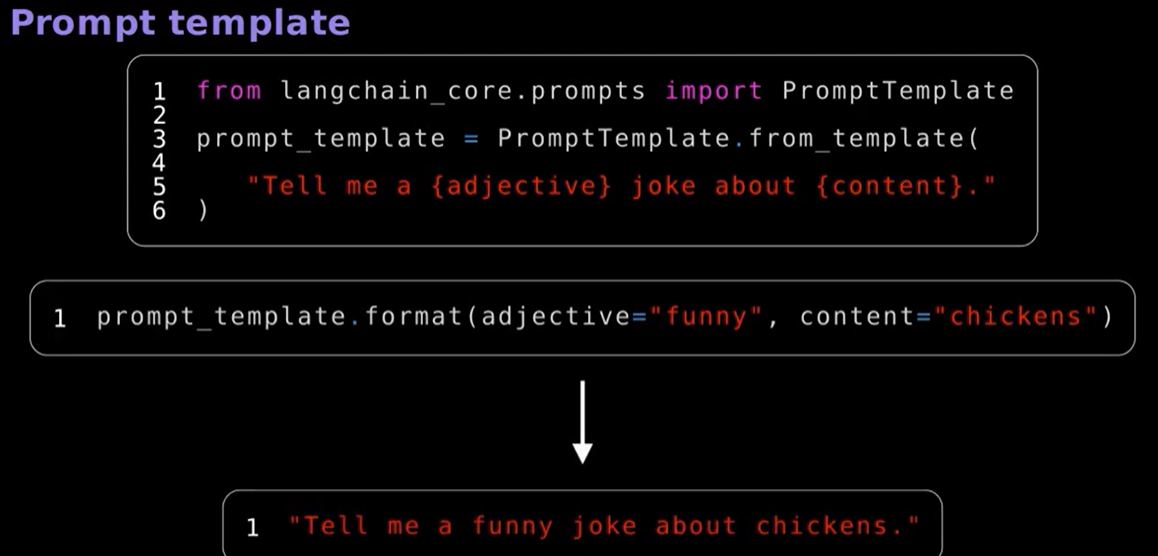 Prompt template
1 from langchain_core.prompts import PromptTemplate
2
3 prompt_template = PromptTemplate.from_template(
4
5 "Tell me a {adjective} joke about {content}."
6 )
1 prompt_template.format(adjective="funny", content="chickens")
1 "Tell me a funny joke about chickens."